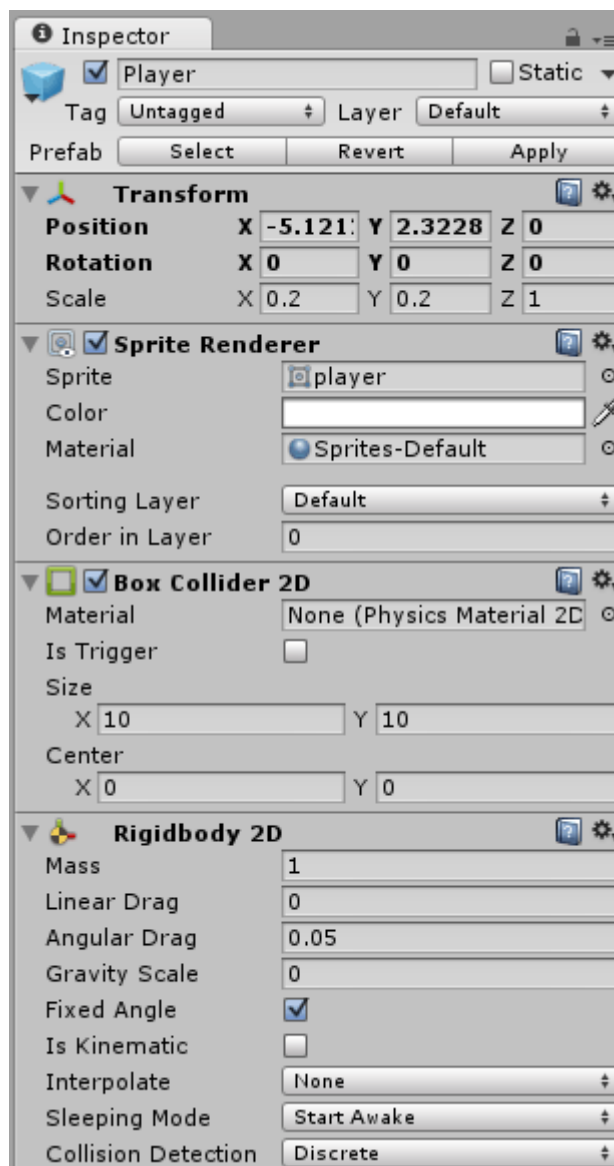 Inspector
Player Static
Tag Untagged Layer Default
Prefab Select Revert Apply
Transform
Position X -5.121 Y 2.3228 Z 0
Rotation X 0 Y 0 Z 0
Scale X 0.2 Y 0.2 Z 1
Sprite Renderer
Sprite player
Color
Material Sprites-Default
Sorting Layer Default
Order in Layer 0
Box Collider 2D
Material None (Physics Material 2D
Is Trigger
Size
X 10 Y 10
Center
X 0 Y 0
Rigidbody 2D
Mass 1
Linear Drag 0
Angular Drag 0.05
Gravity Scale 0
Fixed Angle
Is Kinematic
Interpolate None
Sleeping Mode Start Awake
Collision Detection Discrete